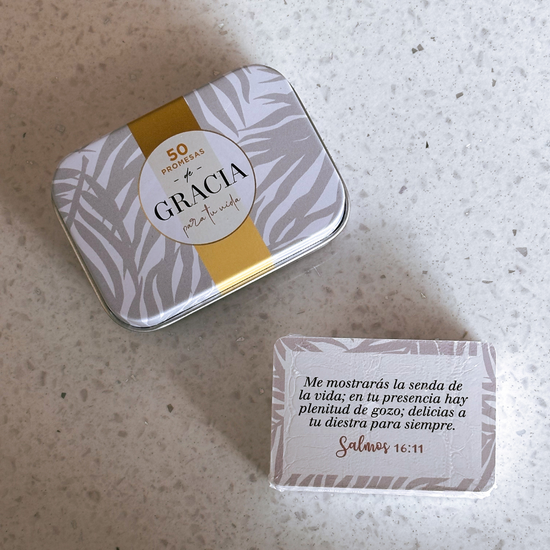 50
PROMESAS
- de -
GRACIA
para tu vida
Me mostrarás la senda de
la vida; en tu presencia hay
plenitud de gozo; delicias a
tu diestra para siempre.
Salmos 16:11